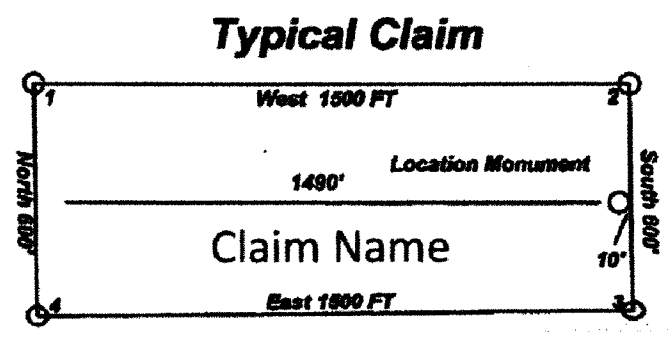 Typical Claim
1
West 1500 FT
2
North 600'
Location Monument
South 600'
1490'
Claim Name
10'
4
East 1500 FT
3